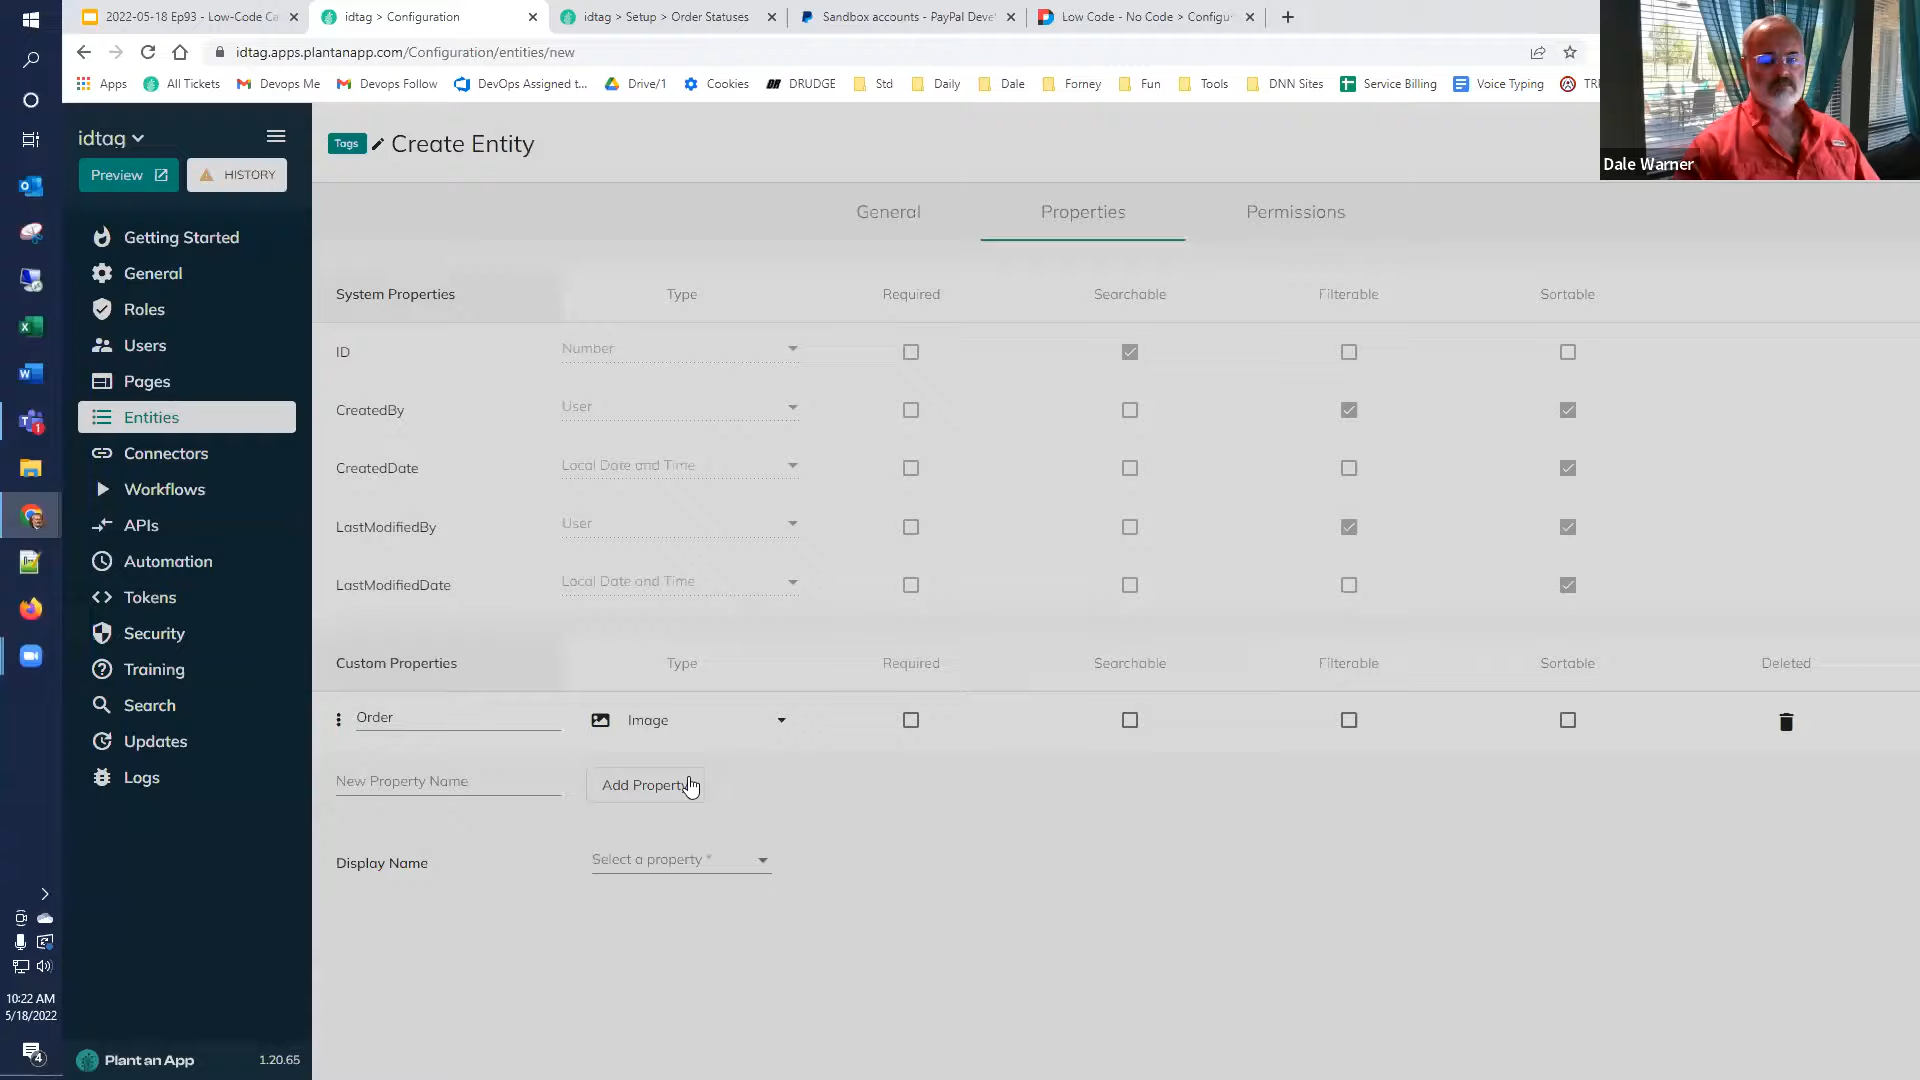 2022-05-18 Ep93 - Low-Code Ca
idtag > Configuration
idtag > Setup > Order Statuses
Sandbox accounts - PayPal Deve
Low Code - No Code > Configu
idtag.apps.plantanapp.com/Configuration/entities/new
Apps
All Tickets
Devops Me
Devops Follow
DevOps Assigned t...
Drive/1
Cookies
DRUDGE
Std
Daily
Dale
Forney
Fun
Tools
DNN Sites
Service Billing
Voice Typing
Dale Warner
idtag
Preview
HISTORY
Getting Started
General
Roles
Users
Pages
Entities
Connectors
Workflows
APIs
Automation
Tokens
Security
Training
Search
Updates
Logs
Plant an App
1.20.65
Tags
Create Entity
General
Properties
Permissions
System Properties
Type
Required
Searchable
Filterable
Sortable
ID
Number
CreatedBy
User
CreatedDate
Local Date and Time
LastModifiedBy
User
LastModifiedDate
Local Date and Time
Custom Properties
Type
Required
Searchable
Filterable
Sortable
Deleted
Order
Image
New Property Name
Add Property
Display Name
Select a property *
10:22 AM
5/18/2022
4